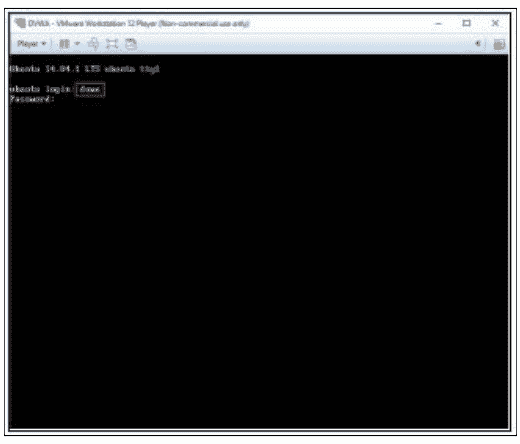 DVWA - VMware Workstation 12 Player (Non-commercial use only)
Player
Ubuntu 14.04.1 LTS ubuntu tty1
ubuntu login:
Password: